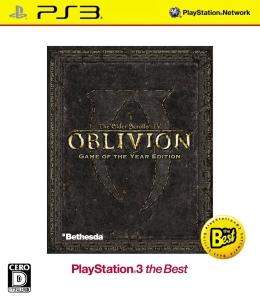 PS3
PlayStation Network
The Elder Scrolls IV
OBLIVION
GAME OF THE YEAR EDITION
Bethesda
the Best
CERO
D
PlayStation 3 the Best